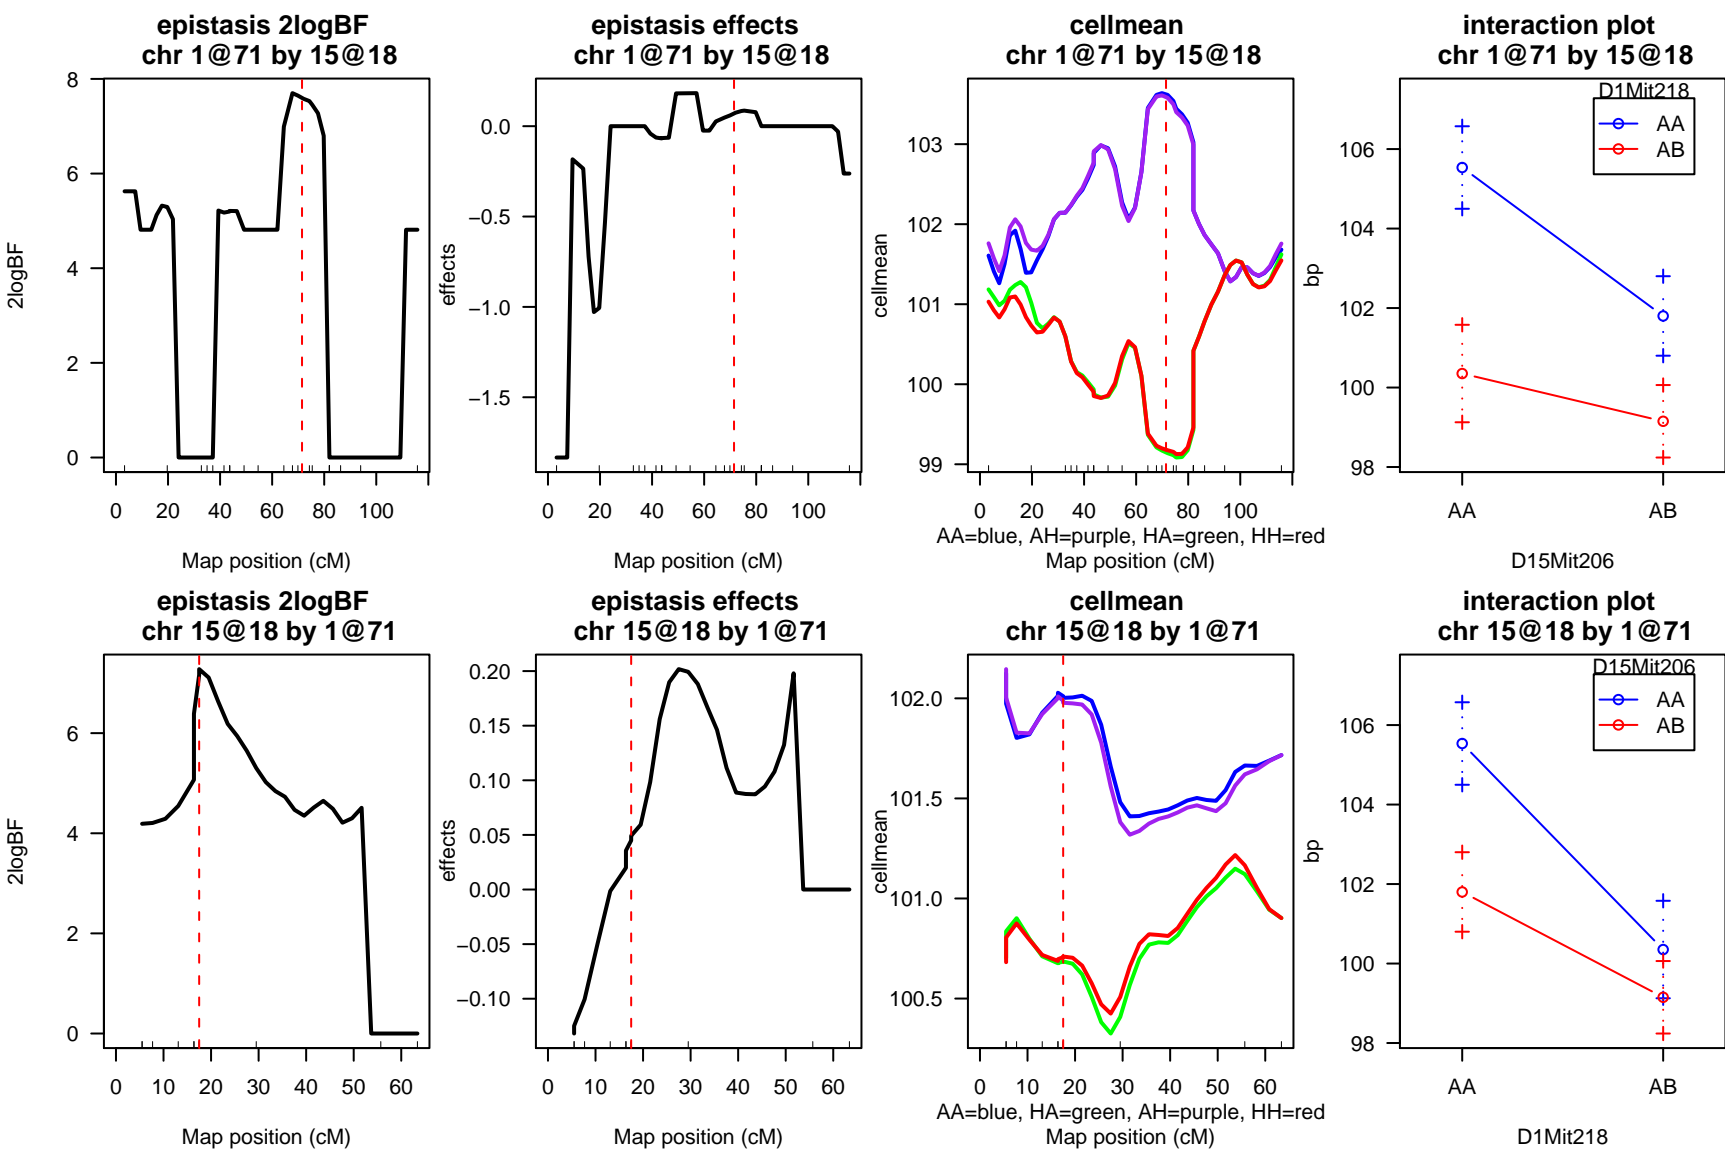 epistasis 2logBF
chr 1@71 by 15@18
2logBF
8
6
4
2
0
0 20 40 60 80 100
Map position (cM)
epistasis effects
chr 1@71 by 15@18
effects
0.0
−0.5
−1.0
−1.5
0 20 40 60 80 100
Map position (cM)
cellmean
chr 1@71 by 15@18
cellmean
103
102
101
100
99
0 20 40 60 80 100
AA=blue, AH=purple, HA=green, HH=red
Map position (cM)
interaction plot
chr 1@71 by 15@18
bp
106
104
102
100
98
D1Mit218
AA
AB
AA AB
D15Mit206
epistasis 2logBF
chr 15@18 by 1@71
2logBF
6
4
2
0
0 10 20 30 40 50 60
Map position (cM)
epistasis effects
chr 15@18 by 1@71
effects
0.20
0.15
0.10
0.05
0.00
−0.05
−0.10
0 10 20 30 40 50 60
Map position (cM)
cellmean
chr 15@18 by 1@71
cellmean
102.0
101.5
101.0
100.5
0 10 20 30 40 50 60
AA=blue, HA=green, AH=purple, HH=red
Map position (cM)
interaction plot
chr 15@18 by 1@71
bp
106
104
102
100
98
D15Mit206
AA
AB
AA AB
D1Mit218